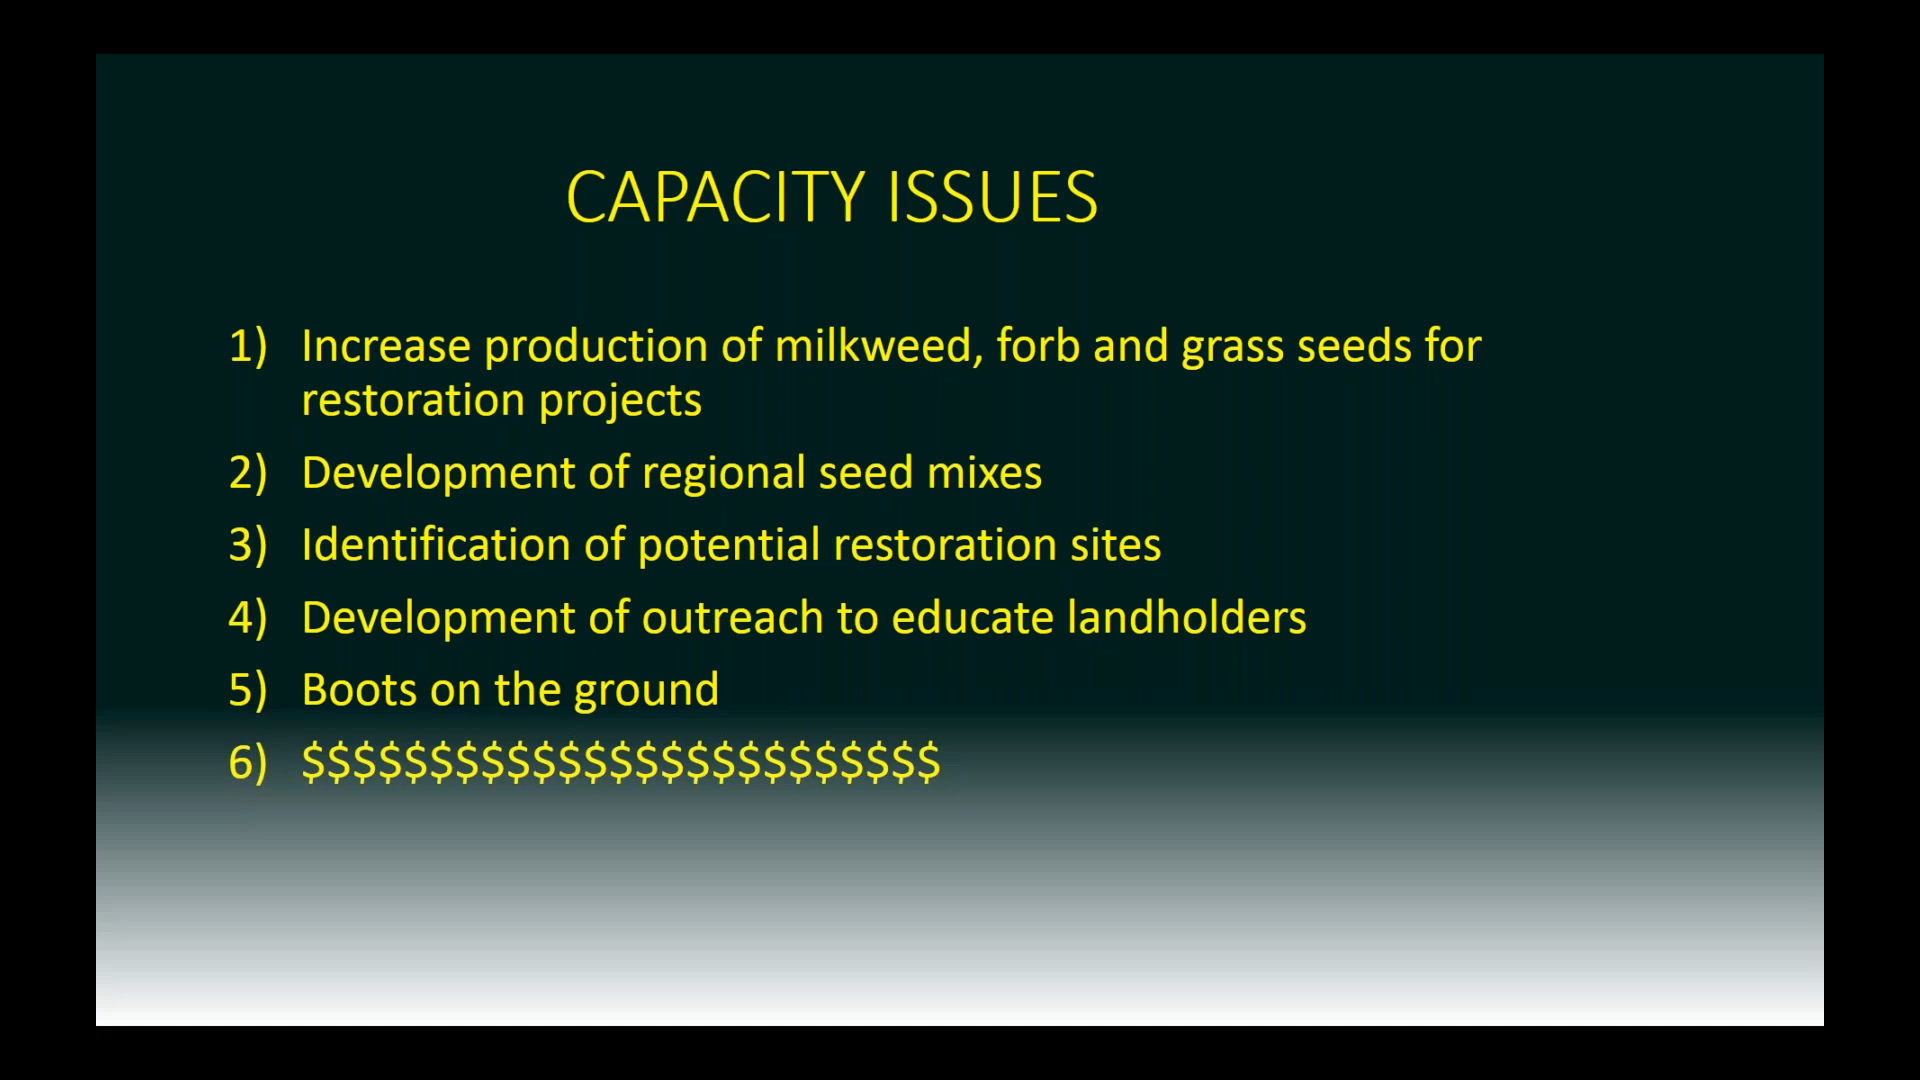 CAPACITY ISSUES
1) Increase production of milkweed, forb and grass seeds for
restoration projects
2) Development of regional seed mixes
3) Identification of potential restoration sites
4) Development of outreach to educate landholders
5) Boots on the ground
6) $$$$$$$$$$$$$$$$$$$$$$$$$